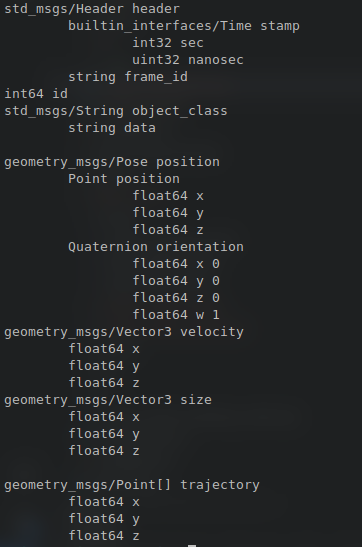 std_msgs/Header header
        builtin_interfaces/Time stamp
                int32 sec
                uint32 nanosec
        string frame_id
int64 id
std_msgs/String object_class
        string data

geometry_msgs/Pose position
        Point position
                float64 x
                float64 y
                float64 z
        Quaternion orientation
                float64 x 0
                float64 y 0
                float64 z 0
                float64 w 1
geometry_msgs/Vector3 velocity
        float64 x
        float64 y
        float64 z
geometry_msgs/Vector3 size
        float64 x
        float64 y
        float64 z

geometry_msgs/Point[] trajectory
        float64 x
        float64 y
        float64 z